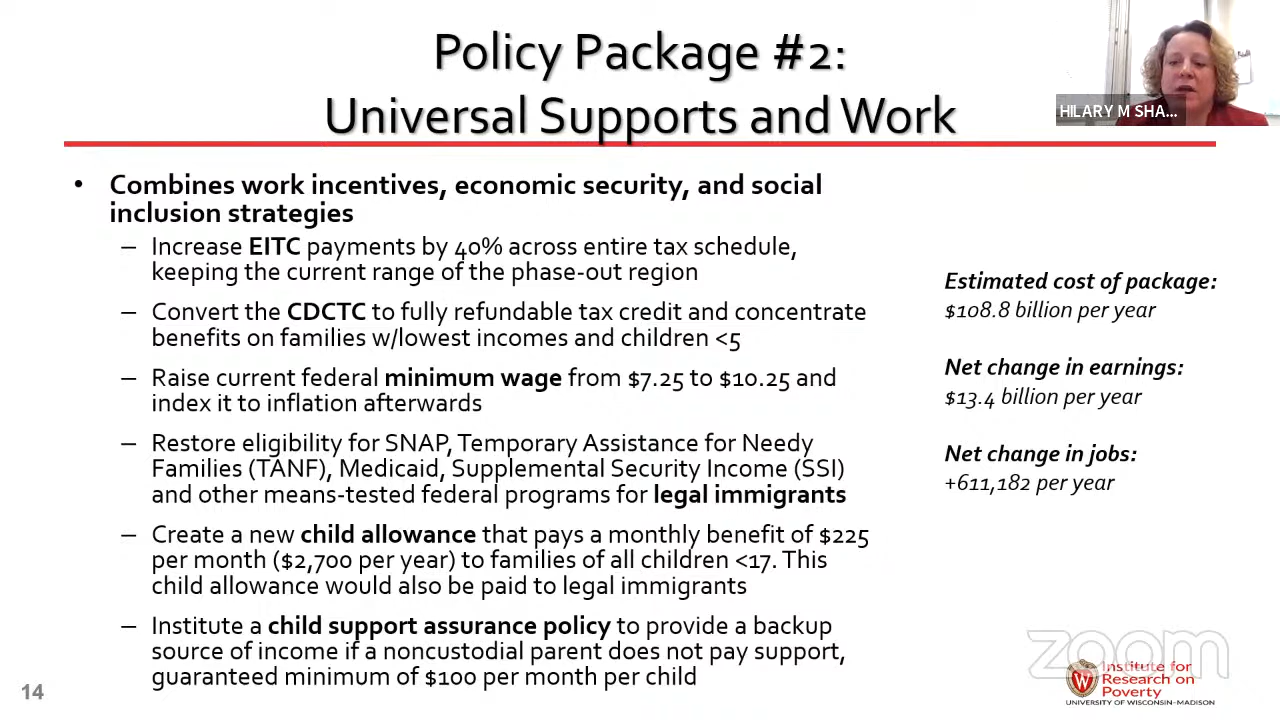 Policy Package #2:
Universal Supports and Work
HILARY M SHA...
• Combines work incentives, economic security, and social
inclusion strategies
– Increase EITC payments by 40% across entire tax schedule,
keeping the current range of the phase-out region
– Convert the CDCTC to fully refundable tax credit and concentrate
benefits on families w/lowest incomes and children <5
– Raise current federal minimum wage from $7.25 to $10.25 and
index it to inflation afterwards
– Restore eligibility for SNAP, Temporary Assistance for Needy
Families (TANF), Medicaid, Supplemental Security Income (SSI)
and other means-tested federal programs for legal immigrants
– Create a new child allowance that pays a monthly benefit of $225
per month ($2,700 per year) to families of all children <17. This
child allowance would also be paid to legal immigrants
– Institute a child support assurance policy to provide a backup
source of income if a noncustodial parent does not pay support,
guaranteed minimum of $100 per month per child
Estimated cost of package:
$108.8 billion per year
Net change in earnings:
$13.4 billion per year
Net change in jobs:
+611,182 per year
14
zoom
Institute for
Research on
Poverty
UNIVERSITY OF WISCONSIN-MADISON